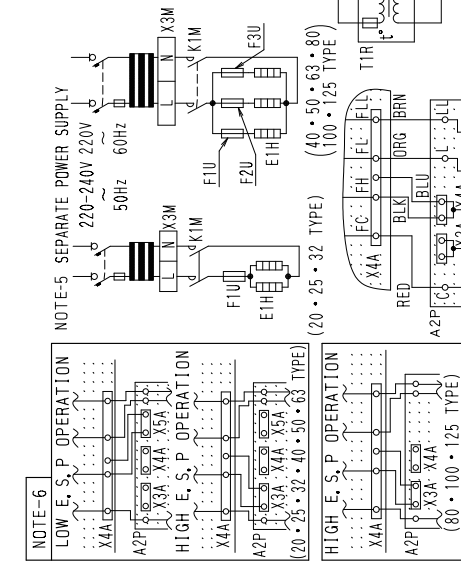 NOTE-5 SEPARATE POWER SUPPLY
220-240V 220V
~ ~
50Hz 60Hz
L N X3M
K1M
F1U
E1H
(20・25・32 TYPE)
L N X3M
K1M
F1U
F2U
F3U
E1H
(40・50・63・80)
100・125 TYPE
T1R
t°
X4A
FC FH FL FLL
RED BLK BLU ORG BRN
A2P
C L LL
X4A
NOTE-6
LOW E.S.P OPERATION
X4A
A2P
X3A X4A X5A
HIGH E.S.P OPERATION
X4A
A2P
X3A X4A X5A
(20・25・32・40・50・63 TYPE)
HIGH E.S.P OPERATION
X4A
A2P
X3A X4A
(80・100・125 TYPE)